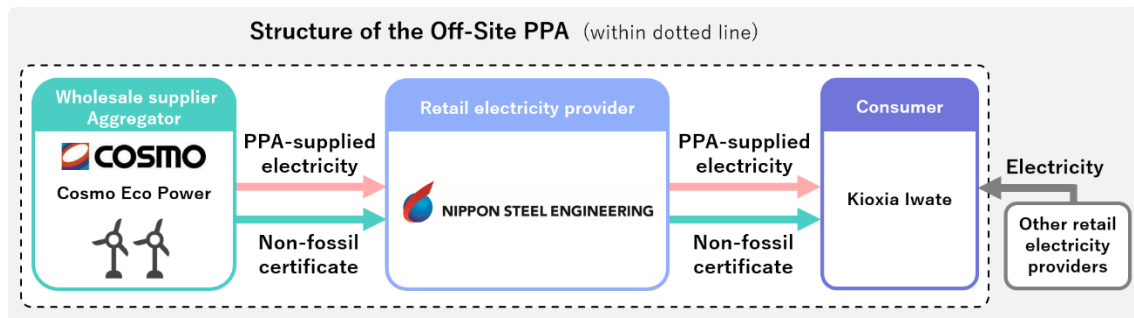 Structure of the Off-Site PPA (within dotted line)
Wholesale supplier
Aggregator
COSMO
Cosmo Eco Power
PPA-supplied
electricity
Non-fossil
certificate
Retail electricity provider
NIPPON STEEL ENGINEERING
PPA-supplied
electricity
Non-fossil
certificate
Consumer
Kioxia Iwate
Electricity
Other retail
electricity
providers